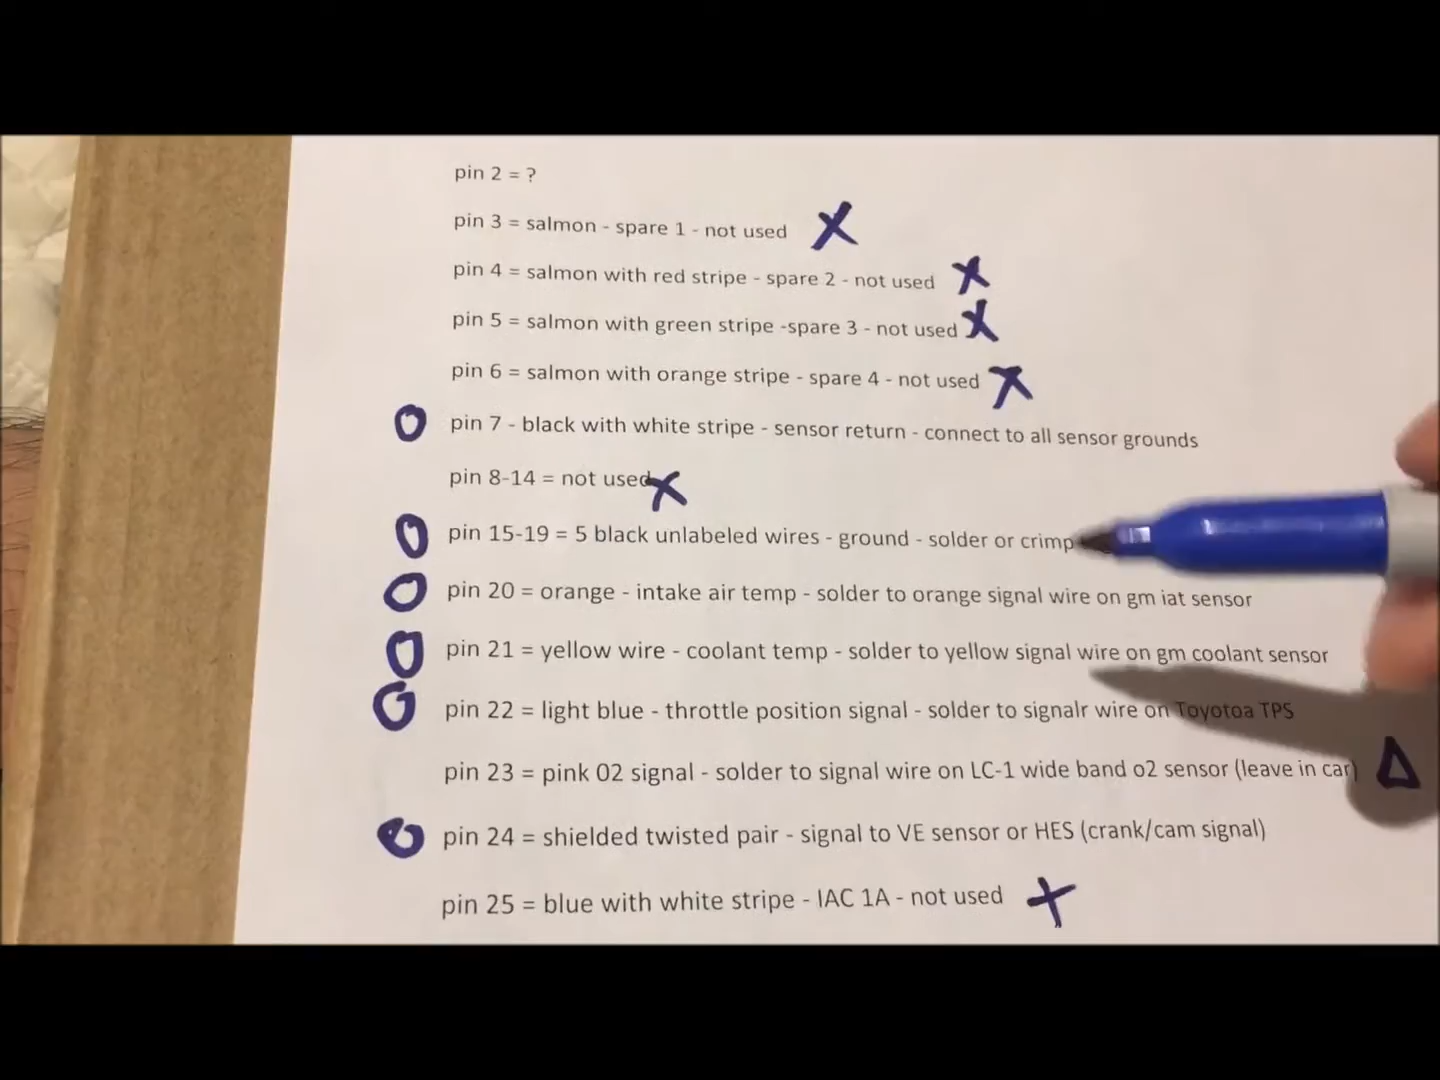 pin 2 = ?
pin 3 = salmon - spare 1 - not used X
pin 4 = salmon with red stripe - spare 2 - not used X
pin 5 = salmon with green stripe -spare 3 - not used X
pin 6 = salmon with orange stripe - spare 4 - not used X
O pin 7 - black with white stripe - sensor return - connect to all sensor grounds
pin 8-14 = not used X
O pin 15-19 = 5 black unlabeled wires - ground - solder or crimp
O pin 20 = orange - intake air temp - solder to orange signal wire on gm iat sensor
O pin 21 = yellow wire - coolant temp - solder to yellow signal wire on gm coolant sensor
O pin 22 = light blue - throttle position signal - solder to signalr wire on Toyotoa TPS
pin 23 = pink 02 signal - solder to signal wire on LC-1 wide band o2 sensor (leave in car) Δ
O pin 24 = shielded twisted pair - signal to VE sensor or HES (crank/cam signal)
pin 25 = blue with white stripe - IAC 1A - not used X